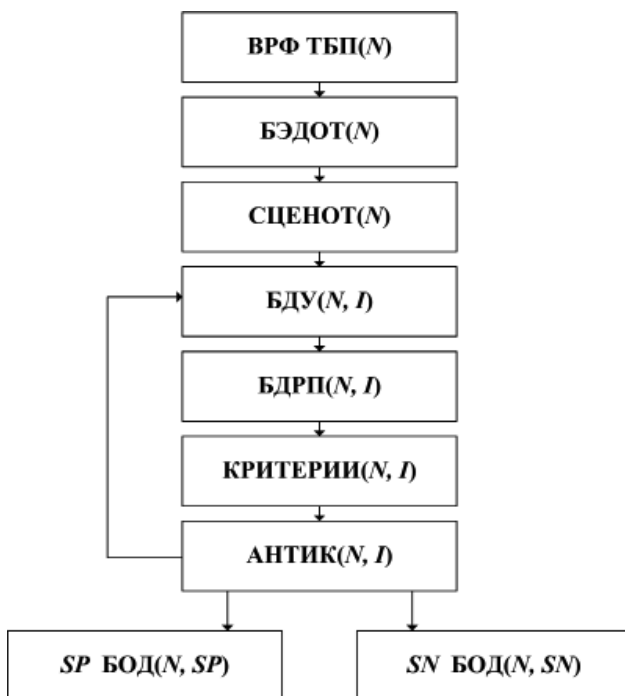 ВРФ ТБП(N)
БЭДОТ(N)
СЦЕНОТ(N)
БДУ(N, I)
БДРП(N, I)
КРИТЕРИИ(N, I)
АНТИК(N, I)
SP БОД(N, SP)
SN БОД(N, SN)